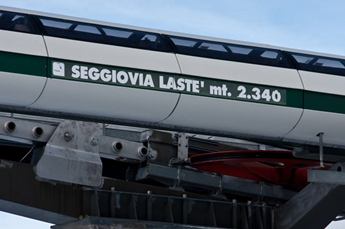 SEGGIOVIA LASTE' mt. 2.340